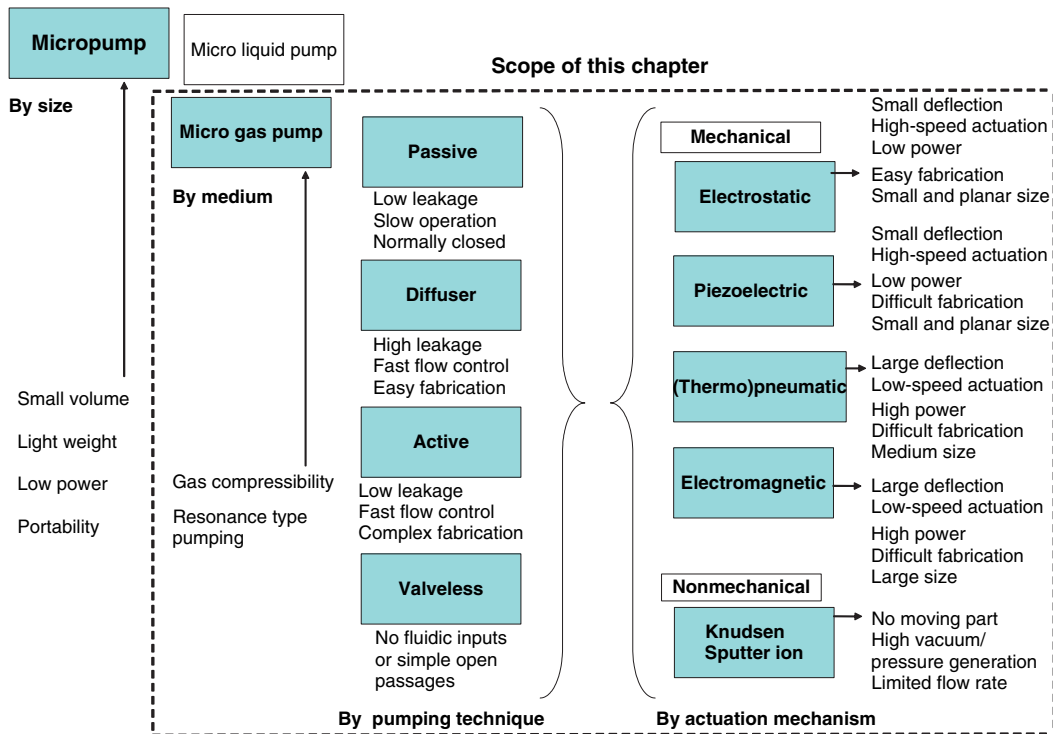 Micropump
Micro liquid pump
Scope of this chapter
By size
Micro gas pump
By medium
Small volume
Light weight
Low power
Portability
Gas compressibility
Resonance type
pumping
Passive
Low leakage
Slow operation
Normally closed
Diffuser
High leakage
Fast flow control
Easy fabrication
Active
Low leakage
Fast flow control
Complex fabrication
Valveless
No fluidic inputs
or simple open
passages
By pumping technique
Mechanical
Electrostatic
Small deflection
High-speed actuation
Low power
Easy fabrication
Small and planar size
Piezoelectric
Small deflection
High-speed actuation
Low power
Difficult fabrication
Small and planar size
(Thermo)pneumatic
Large deflection
Low-speed actuation
High power
Difficult fabrication
Medium size
Electromagnetic
Large deflection
Low-speed actuation
High power
Difficult fabrication
Large size
Nonmechanical
Knudsen
Sputter ion
No moving part
High vacuum/
pressure generation
Limited flow rate
By actuation mechanism